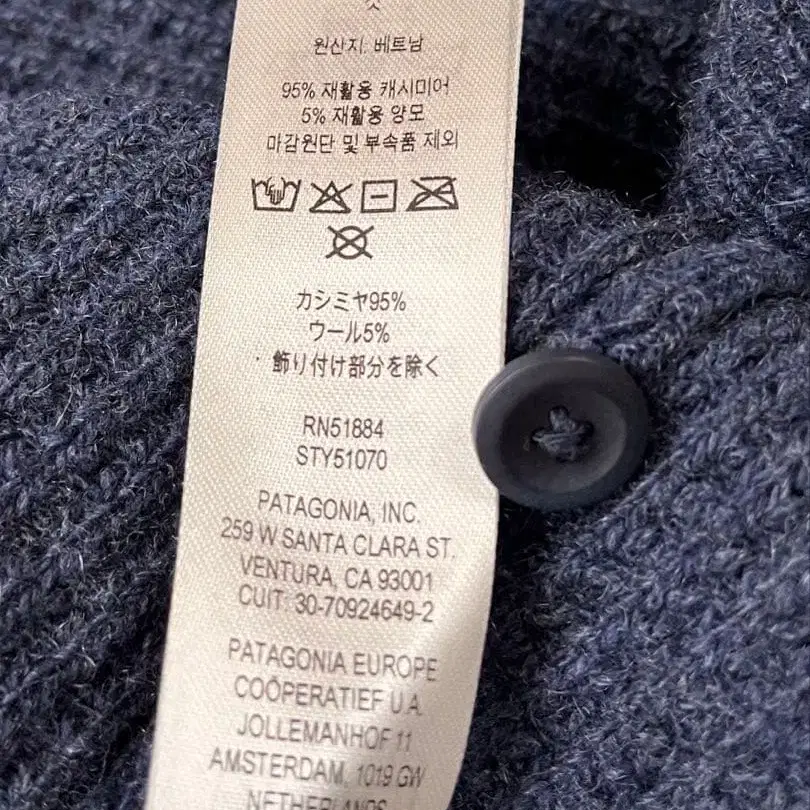 원산지: 베트남
95% 재활용 캐시미어
5% 재활용 양모
마감원단 및 부속품 제외
カシミヤ95%
ウール5%
飾り付け部分を除く
RN51884
STY51070
PATAGONIA, INC.
259 W SANTA CLARA ST.
VENTURA, CA 93001
CUIT: 30-70924649-2
PATAGONIA EUROPE
COÖPERATIEF U.A.
JOLLEMANHOF 11
AMSTERDAM, 1019 GW
NETHERLANDS